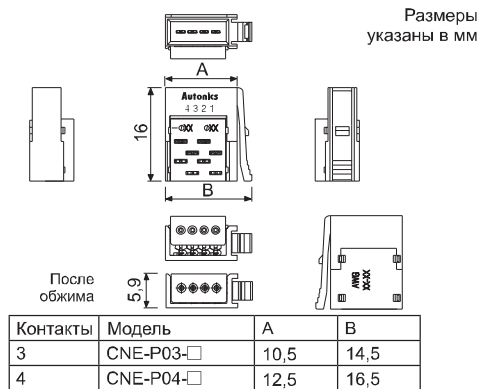 Размеры
указаны в мм
A
Autonics
4 3 2 1
16
B
AWG
XX-XX
После
обжима
5,9
Контакты Модель A B
3 CNE-P03-□ 10,5 14,5
4 CNE-P04-□ 12,5 16,5